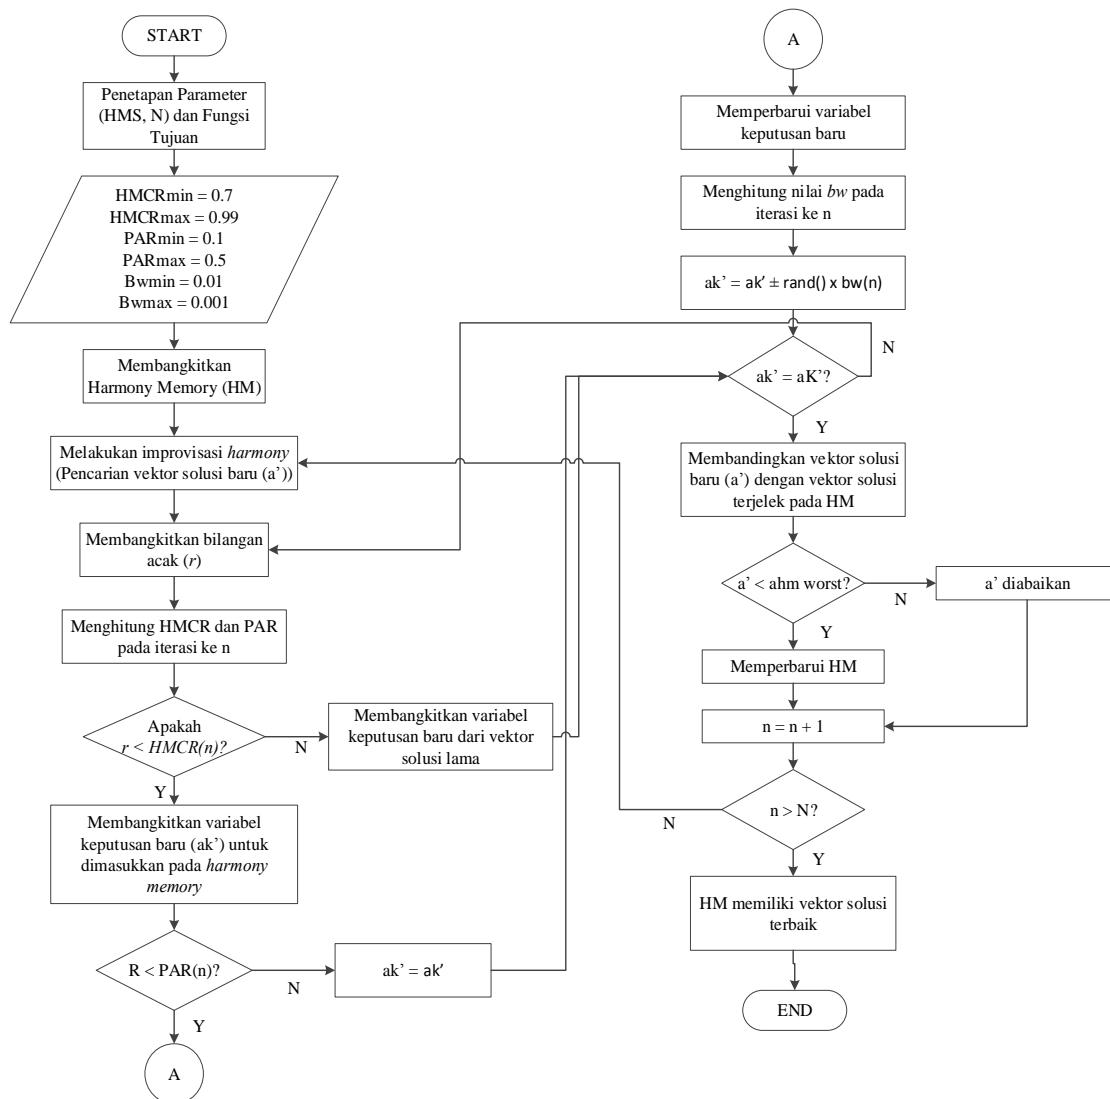 START
Penetapan Parameter
(HMS, N) dan Fungsi
Tujuan
HMCRmin = 0.7
HMCRmax = 0.99
PARmin = 0.1
PARmax = 0.5
Bwmin = 0.01
Bwmax = 0.001
Membangkitkan
Harmony Memory (HM)
Melakukan improvisasi harmony
(Pencarian vektor solusi baru (a’))
Membangkitkan bilangan
acak (r)
Menghitung HMCR dan PAR
pada iterasi ke n
Apakah
r < HMCR(n)?
N
Membangkitkan variabel
keputusan baru dari vektor
solusi lama
Y
Membangkitkan variabel
keputusan baru (ak’) untuk
dimasukkan pada harmony
memory
R < PAR(n)?
N
ak’ = ak’
Y
A
A
Memperbarui variabel
keputusan baru
Menghitung nilai bw pada
iterasi ke n
ak’ = ak’ ± rand() x bw(n)
ak’ = aK’?
N
Y
Membandingkan vektor solusi
baru (a’) dengan vektor solusi
terjelek pada HM
a’ < ahm worst?
N
a’ diabaikan
Y
Memperbarui HM
n = n + 1
n > N?
N
Y
HM memiliki vektor solusi
terbaik
END